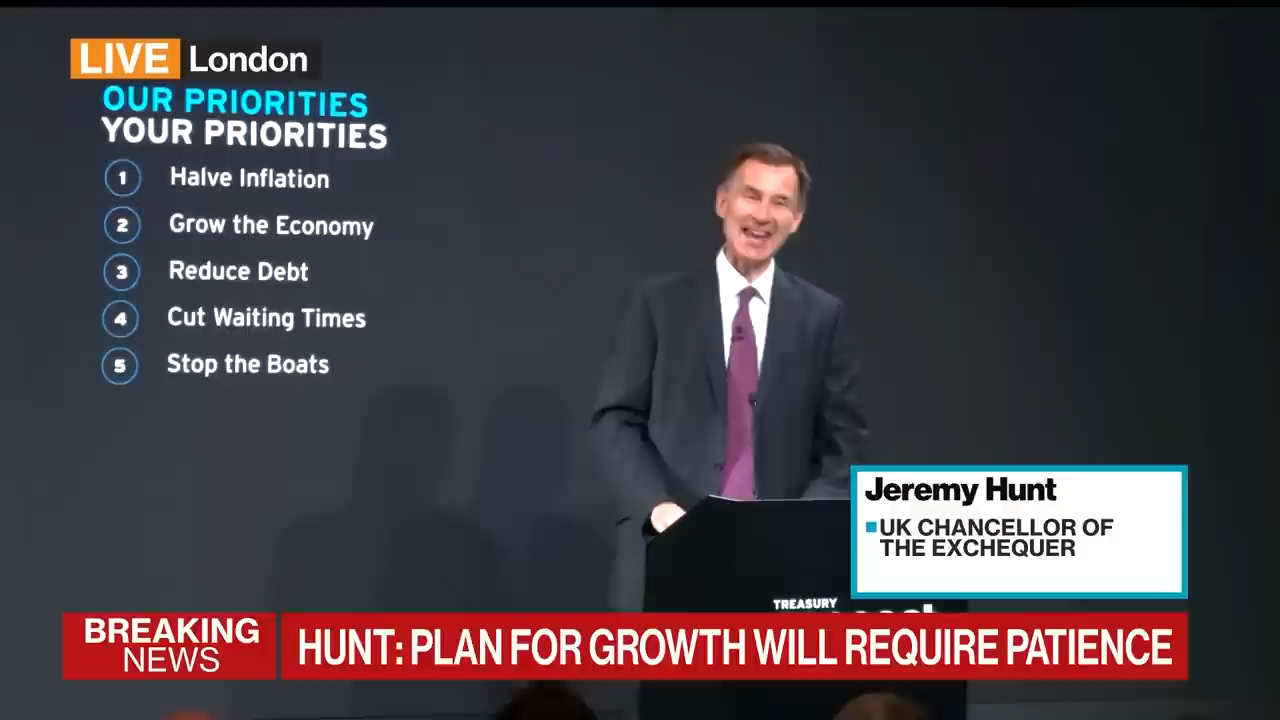 LIVE London
OUR PRIORITIES
YOUR PRIORITIES
1 Halve Inflation
2 Grow the Economy
3 Reduce Debt
4 Cut Waiting Times
5 Stop the Boats
Jeremy Hunt
UK CHANCELLOR OF
THE EXCHEQUER
TREASURY
BREAKING
NEWS
HUNT: PLAN FOR GROWTH WILL REQUIRE PATIENCE